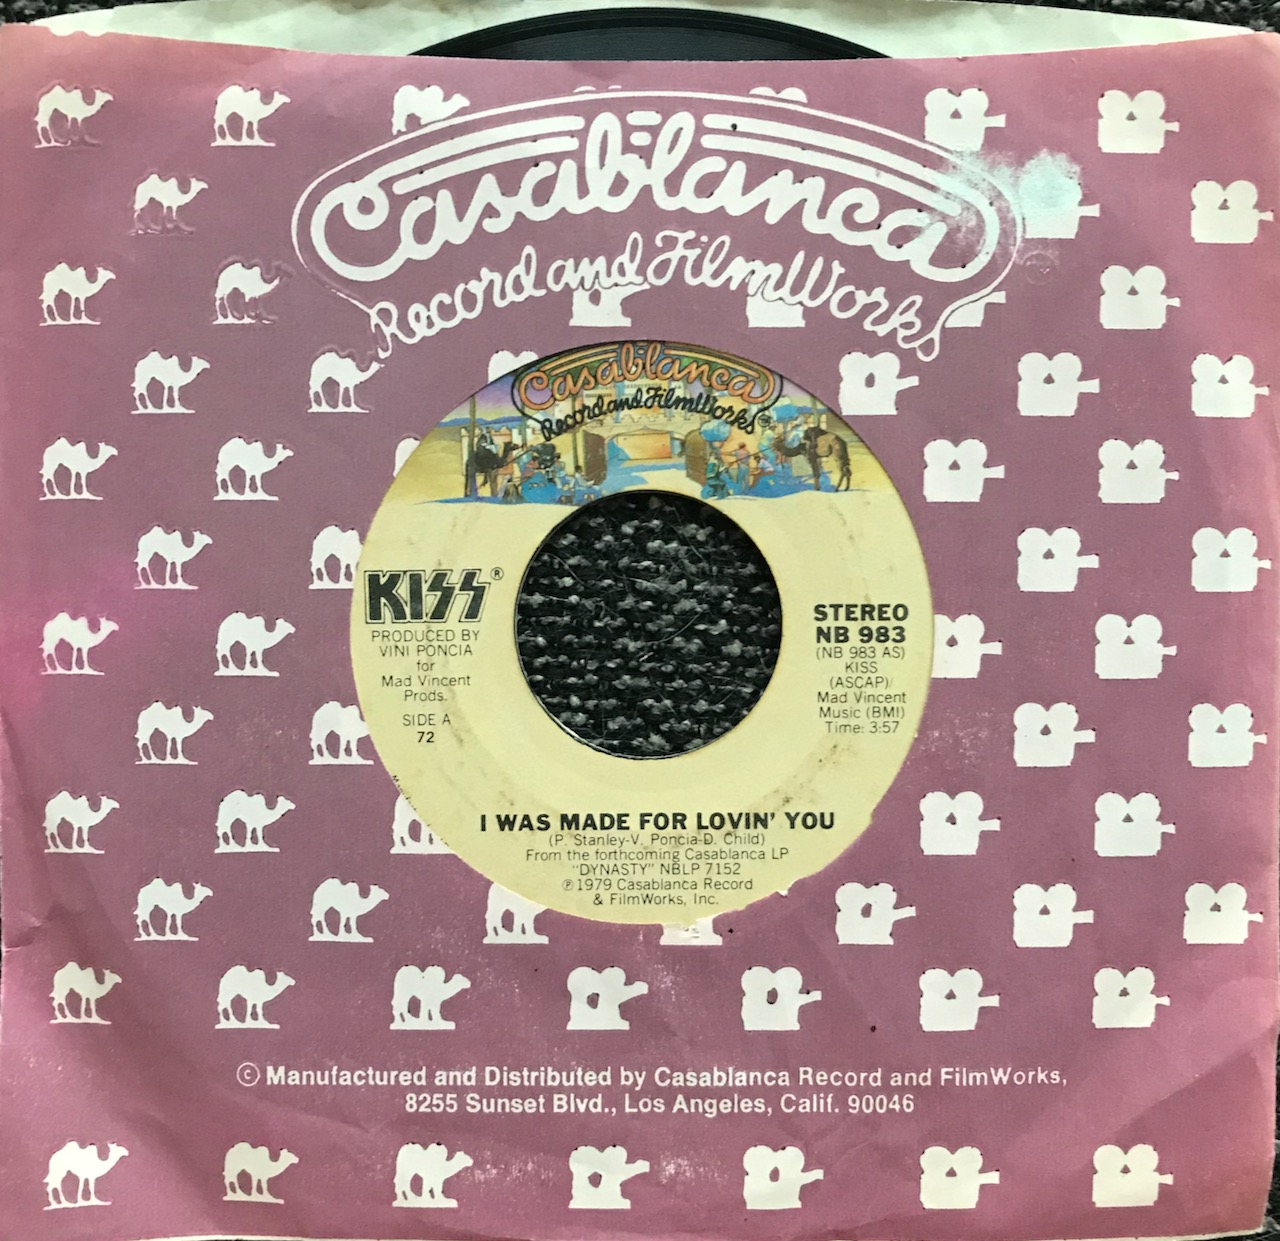 Casablanca
Record and FilmWorks
Casablanca
Record and FilmWorks
KISS®
PRODUCED BY
VINI PONCIA
for
Mad Vincent
Prods.
SIDE A
72
STEREO
NB 983
(NB 983 AS)
KISS
(ASCAP)/
Mad Vincent
Music (BMI)
Time: 3:57
I WAS MADE FOR LOVIN' YOU
(P. Stanley-V. Poncia-D. Child)
From the forthcoming Casablanca LP
"DYNASTY" NBLP 7152
℗1979 Casablanca Record
& FilmWorks, Inc.
© Manufactured and Distributed by Casablanca Record and FilmWorks,
8255 Sunset Blvd., Los Angeles, Calif. 90046